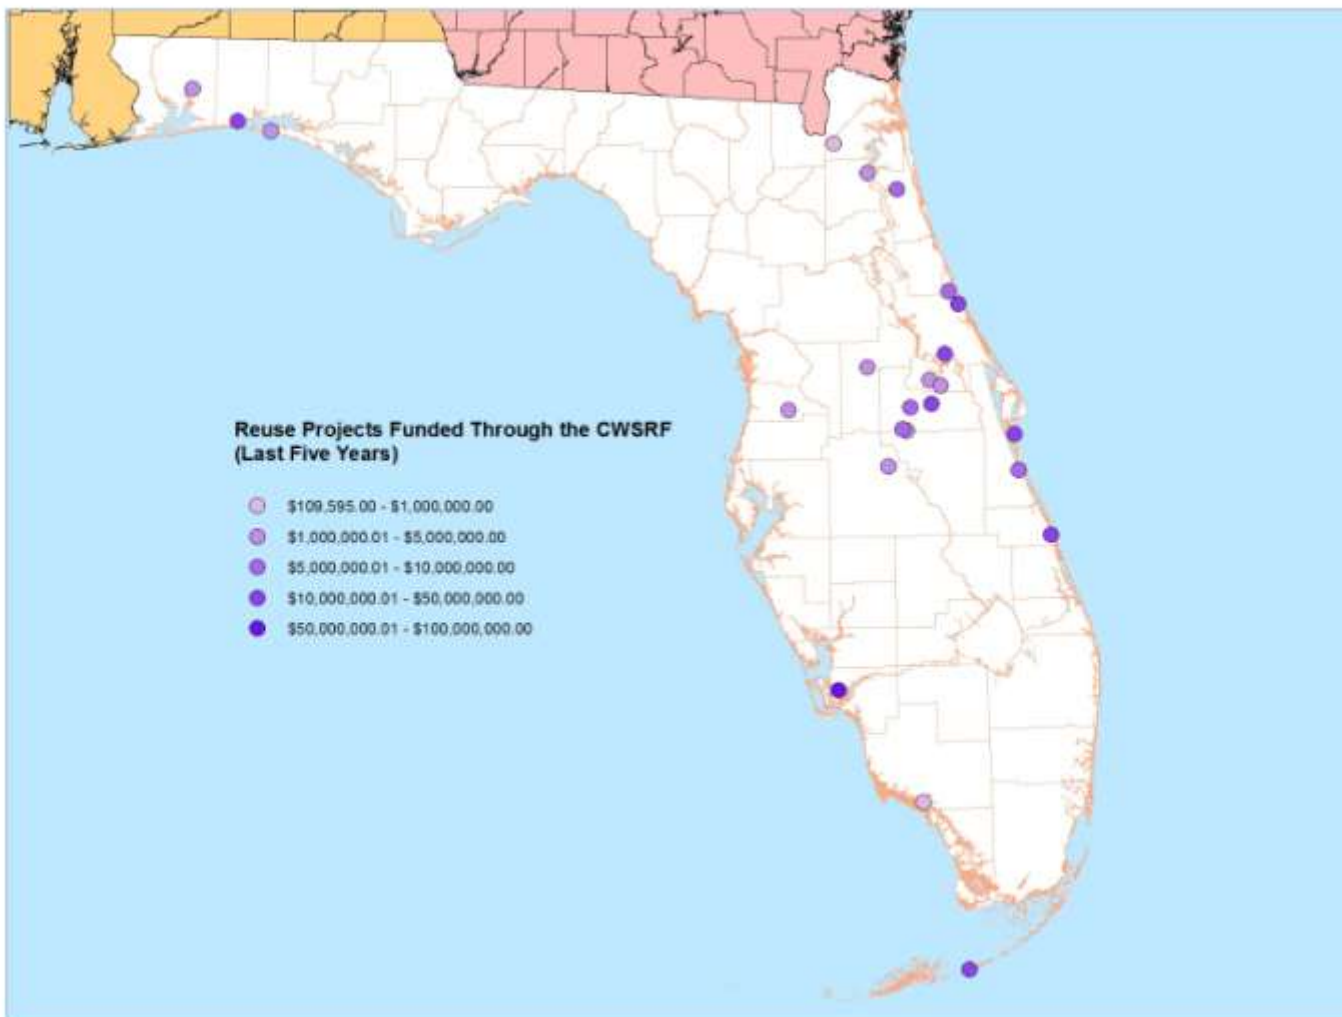 Reuse Projects Funded Through the CWSRF
(Last Five Years)
$109,595.00 - $1,000,000.00
$1,000,000.01 - $5,000,000.00
$5,000,000.01 - $10,000,000.00
$10,000,000.01 - $50,000,000.00
$50,000,000.01 - $100,000,000.00